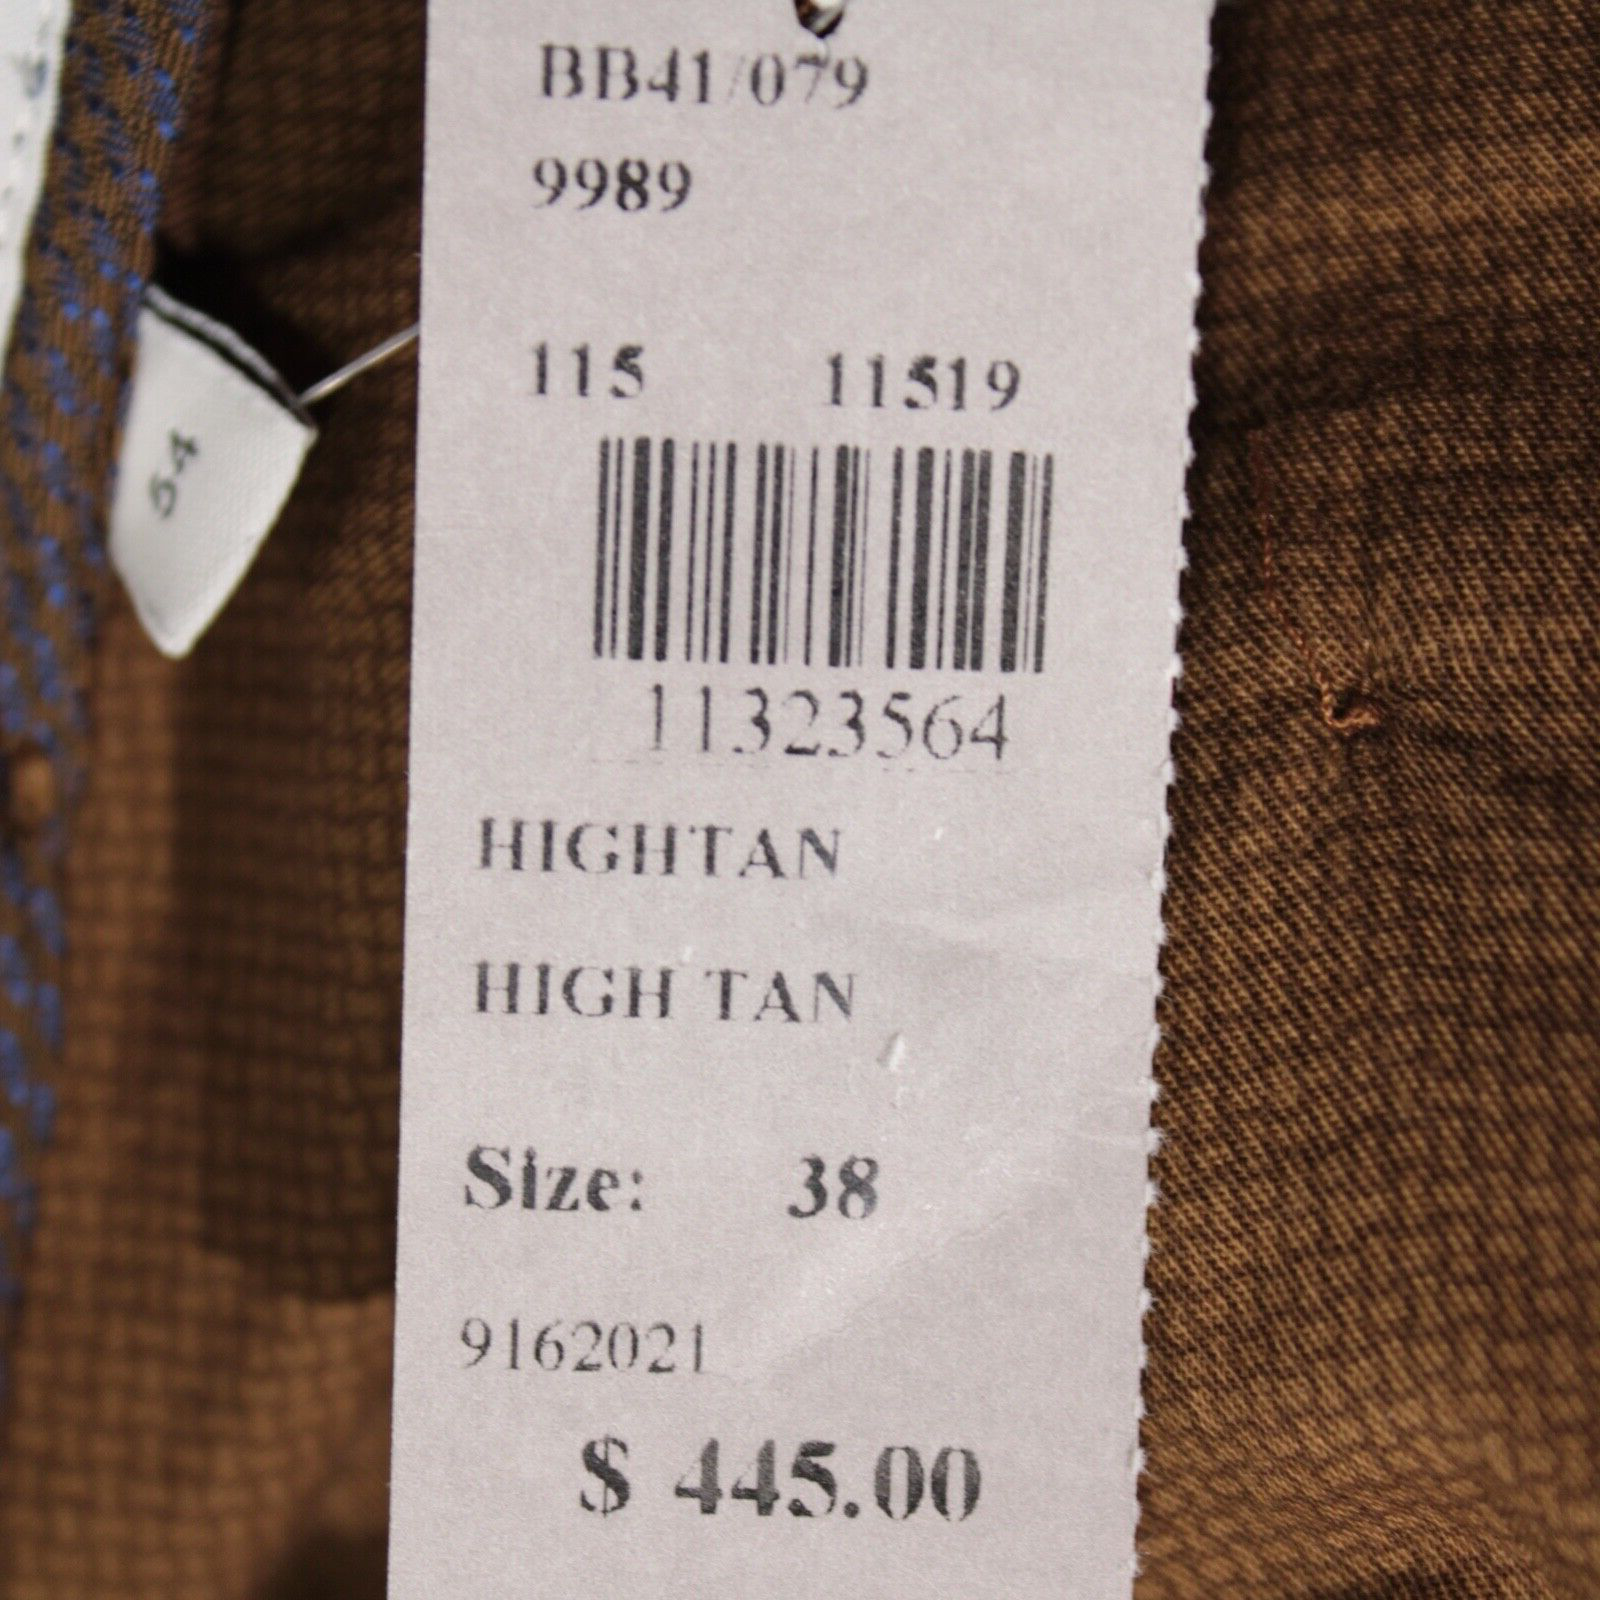 BB41/079
9989
115 11519
11323564
HIGHTAN
HIGH TAN
Size: 38
9162021
$ 445.00
54